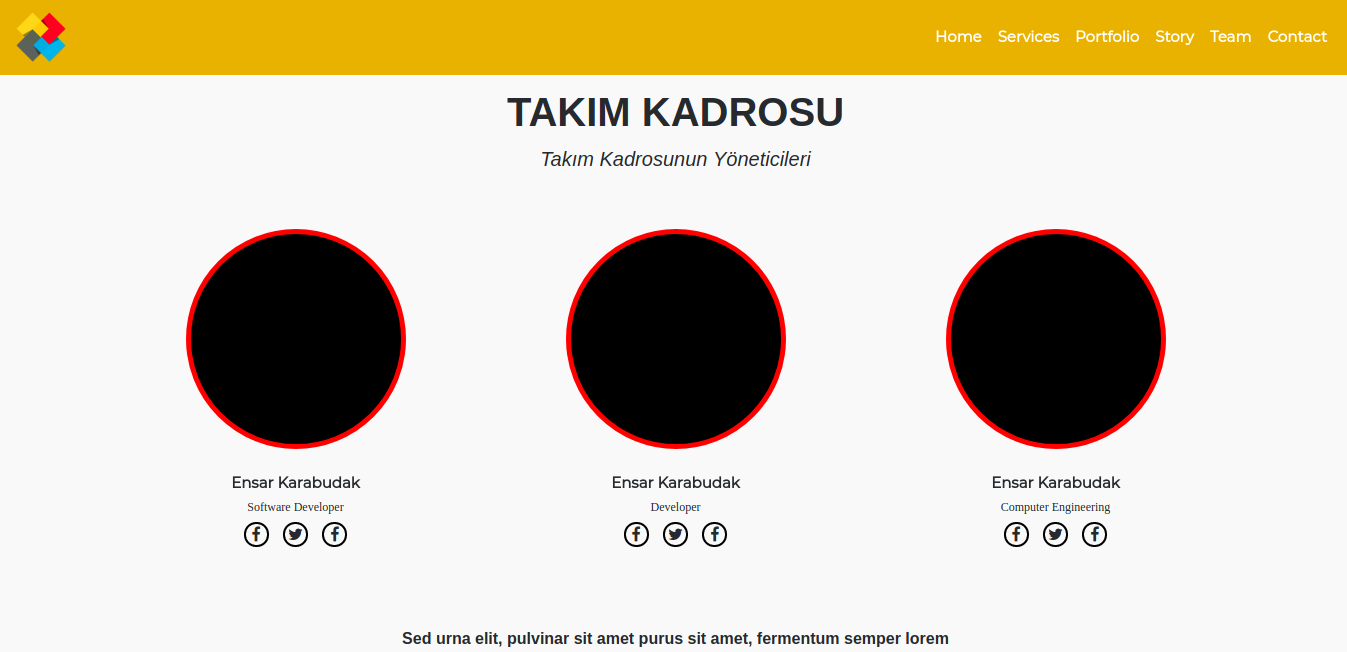 Home Services Portfolio Story Team Contact
TAKIM KADROSU
Takım Kadrosunun Yöneticileri
Ensar Karabudak Ensar Karabudak Ensar Karabudak
Software Developer Developer Computer Engineering
Sed urna elit, pulvinar sit amet purus sit amet, fermentum semper lorem